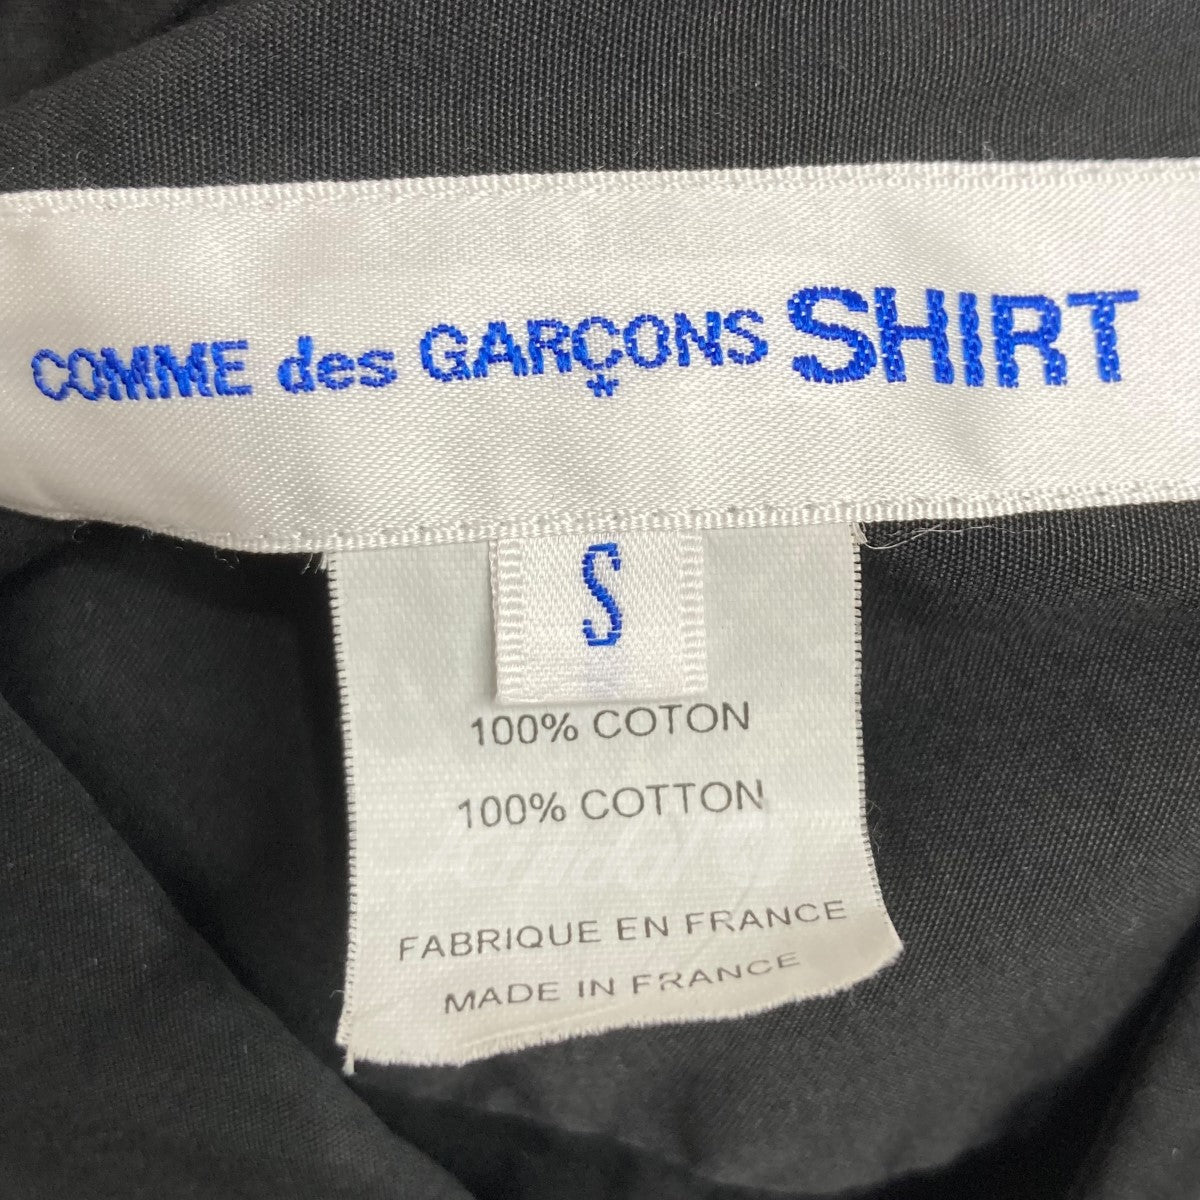 COMME des GARÇONS SHIRT
S
100% COTON
100% COTTON
FABRIQUE EN FRANCE
MADE IN FRANCE